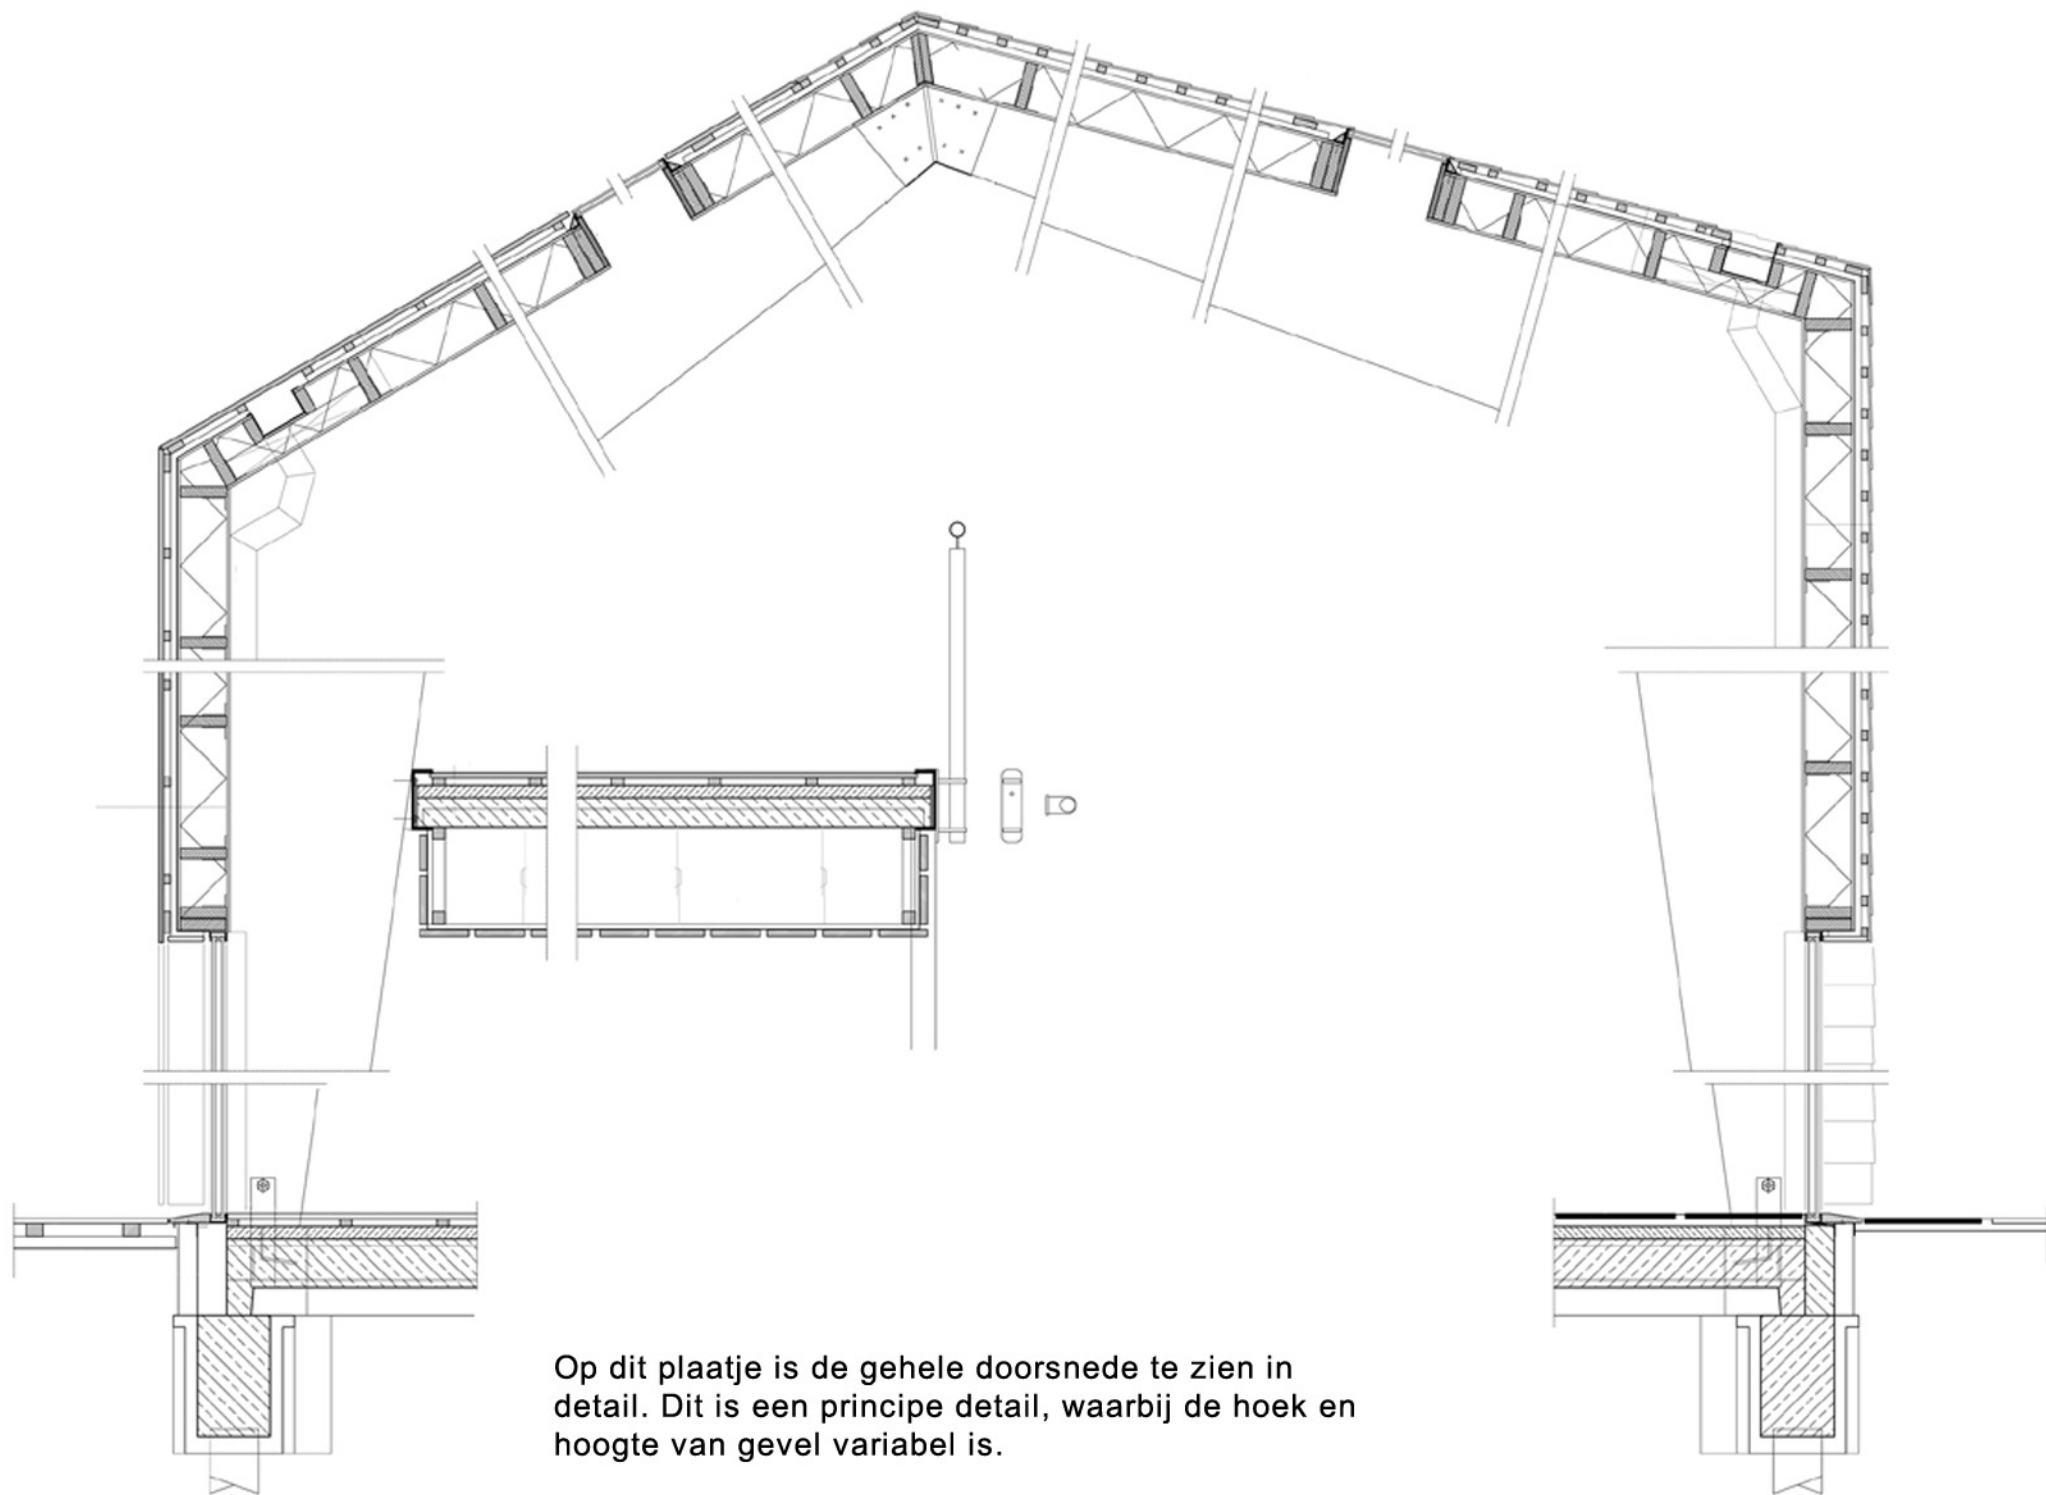 Op dit plaatje is de gehele doorsnede te zien in
detail. Dit is een principe detail, waarbij de hoek en
hoogte van gevel variabel is.